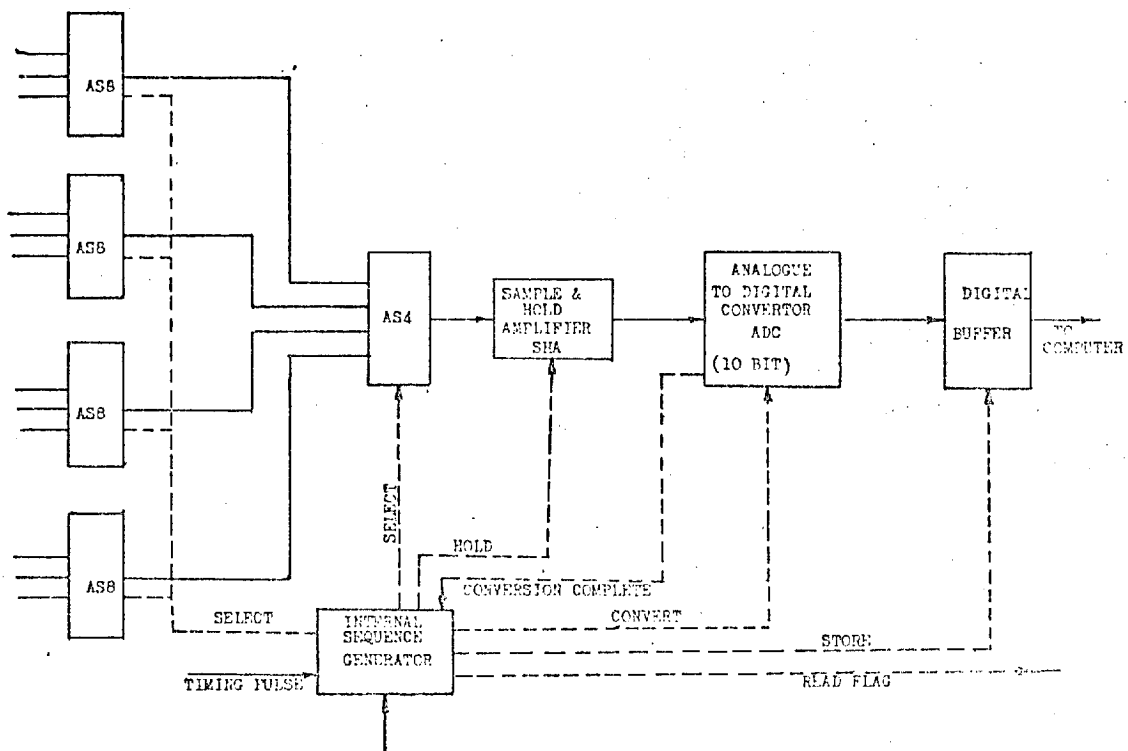 AS8
AS8
AS8
AS8
AS4
SAMPLE &
HOLD
AMPLIFIER
SHA
ANALOGUE
TO DIGITAL
CONVERTOR
ADC
(10 BIT)
DIGITAL
BUFFER
TO
COMPUTER
SELECT
HOLD
CONVERSION COMPLETE
SELECT
CONVERT
STORE
READ FLAG
INTERNAL
SEQUENCE
GENERATOR
TIMING PULSE